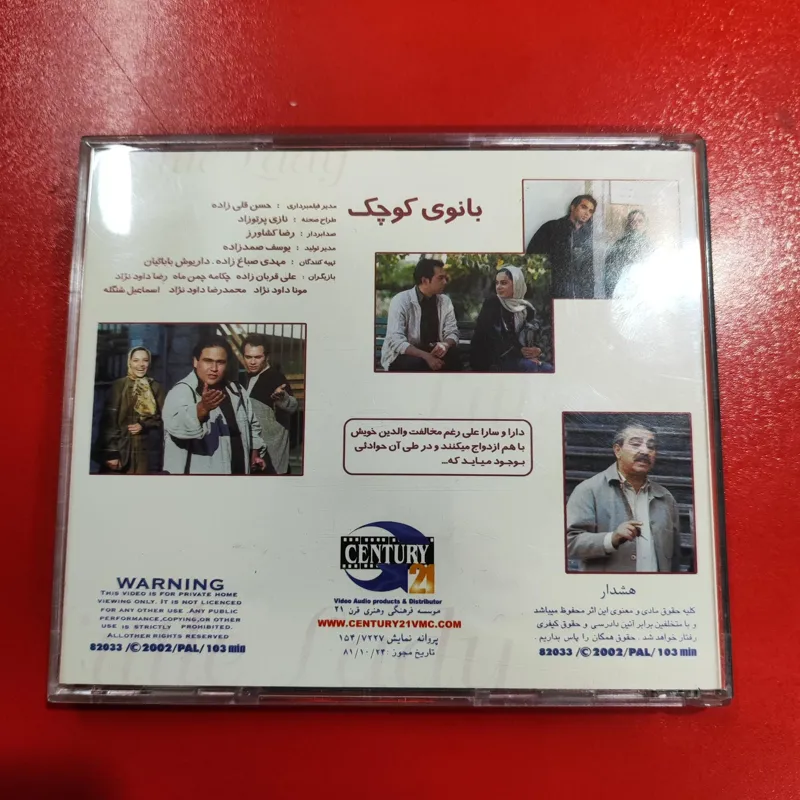 بانوی کوچک
مدیر فیلمبرداری : حسن قلی زاده
طراح صحنه : نازی پرتوزاد
صدابردار : رضا کشاورز
مدیر تولید : یوسف صمدزاده
تهیه کنندگان : مهدی صباغ زاده . داریوش باباکیان
بازیگران : علی قربان زاده چکامه چمن ماه رضا داود نژاد
مونا داود نژاد محمدرضا داود نژاد اسماعیل شنگله
دارا و سارا علی رغم مخالفت والدین خویش
با هم ازدواج میکنند و در طی آن حوادثی
بوجود میاید که...
CENTURY
21
Video Audio products & Distributor
موسسه فرهنگی وهنری قرن ۲۱
WWW.CENTURY21VMC.COM
پروانه نمایش ۱۵۴/۷۲۲۷
تاریخ مجوز : ۸۱/۱۰/۲۴
WARNING
THIS VIDEO IS FOR PRIVATE HOME
VIEWING ONLY. IT IS NOT LICENCED
FOR ANY OTHER USE .ANY PUBLIC
PERFORMANCE,COPYING,OR OTHER
USE IS STRICTLY PROHIBITED.
ALLOTHER RIGHTS RESERVED
82033 /©2002/PAL/103 min
هشدار
کلیه حقوق مادی و معنوی این اثر محفوظ میباشد
و با متخلفین برابر آئین دادرسی و حقوق کیفری
رفتار خواهد شد . حقوق همگان را پاس بداریم .
82033 /©2002/PAL/103 min